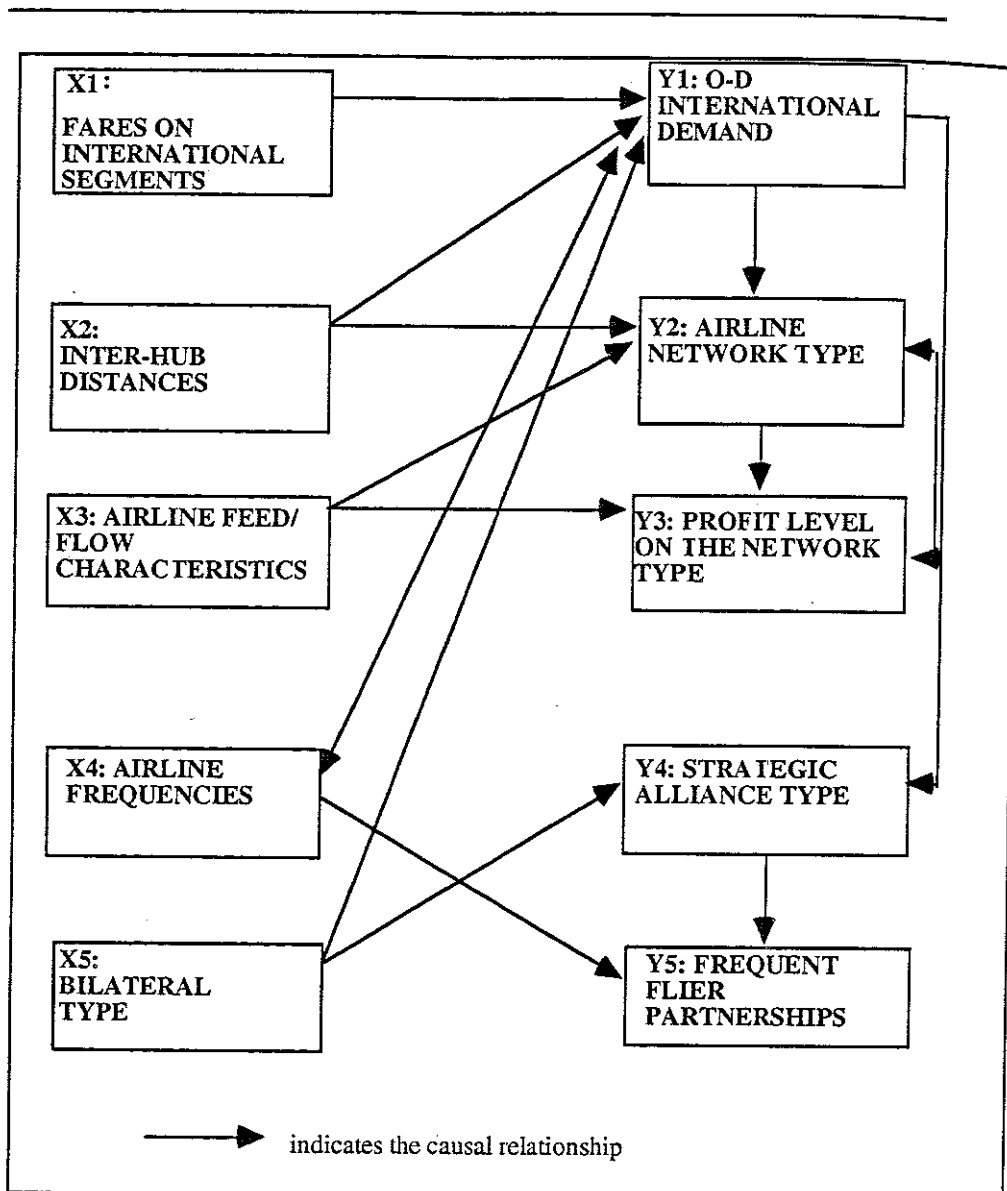 X1:
FARES ON
INTERNATIONAL
SEGMENTS
Y1: O-D
INTERNATIONAL
DEMAND
X2:
INTER-HUB
DISTANCES
Y2: AIRLINE
NETWORK TYPE
X3: AIRLINE FEED/
FLOW
CHARACTERISTICS
Y3: PROFIT LEVEL
ON THE NETWORK
TYPE
X4: AIRLINE
FREQUENCIES
Y4: STRATEGIC
ALLIANCE TYPE
X5:
BILATERAL
TYPE
Y5: FREQUENT
FLIER
PARTNERSHIPS
indicates the causal relationship